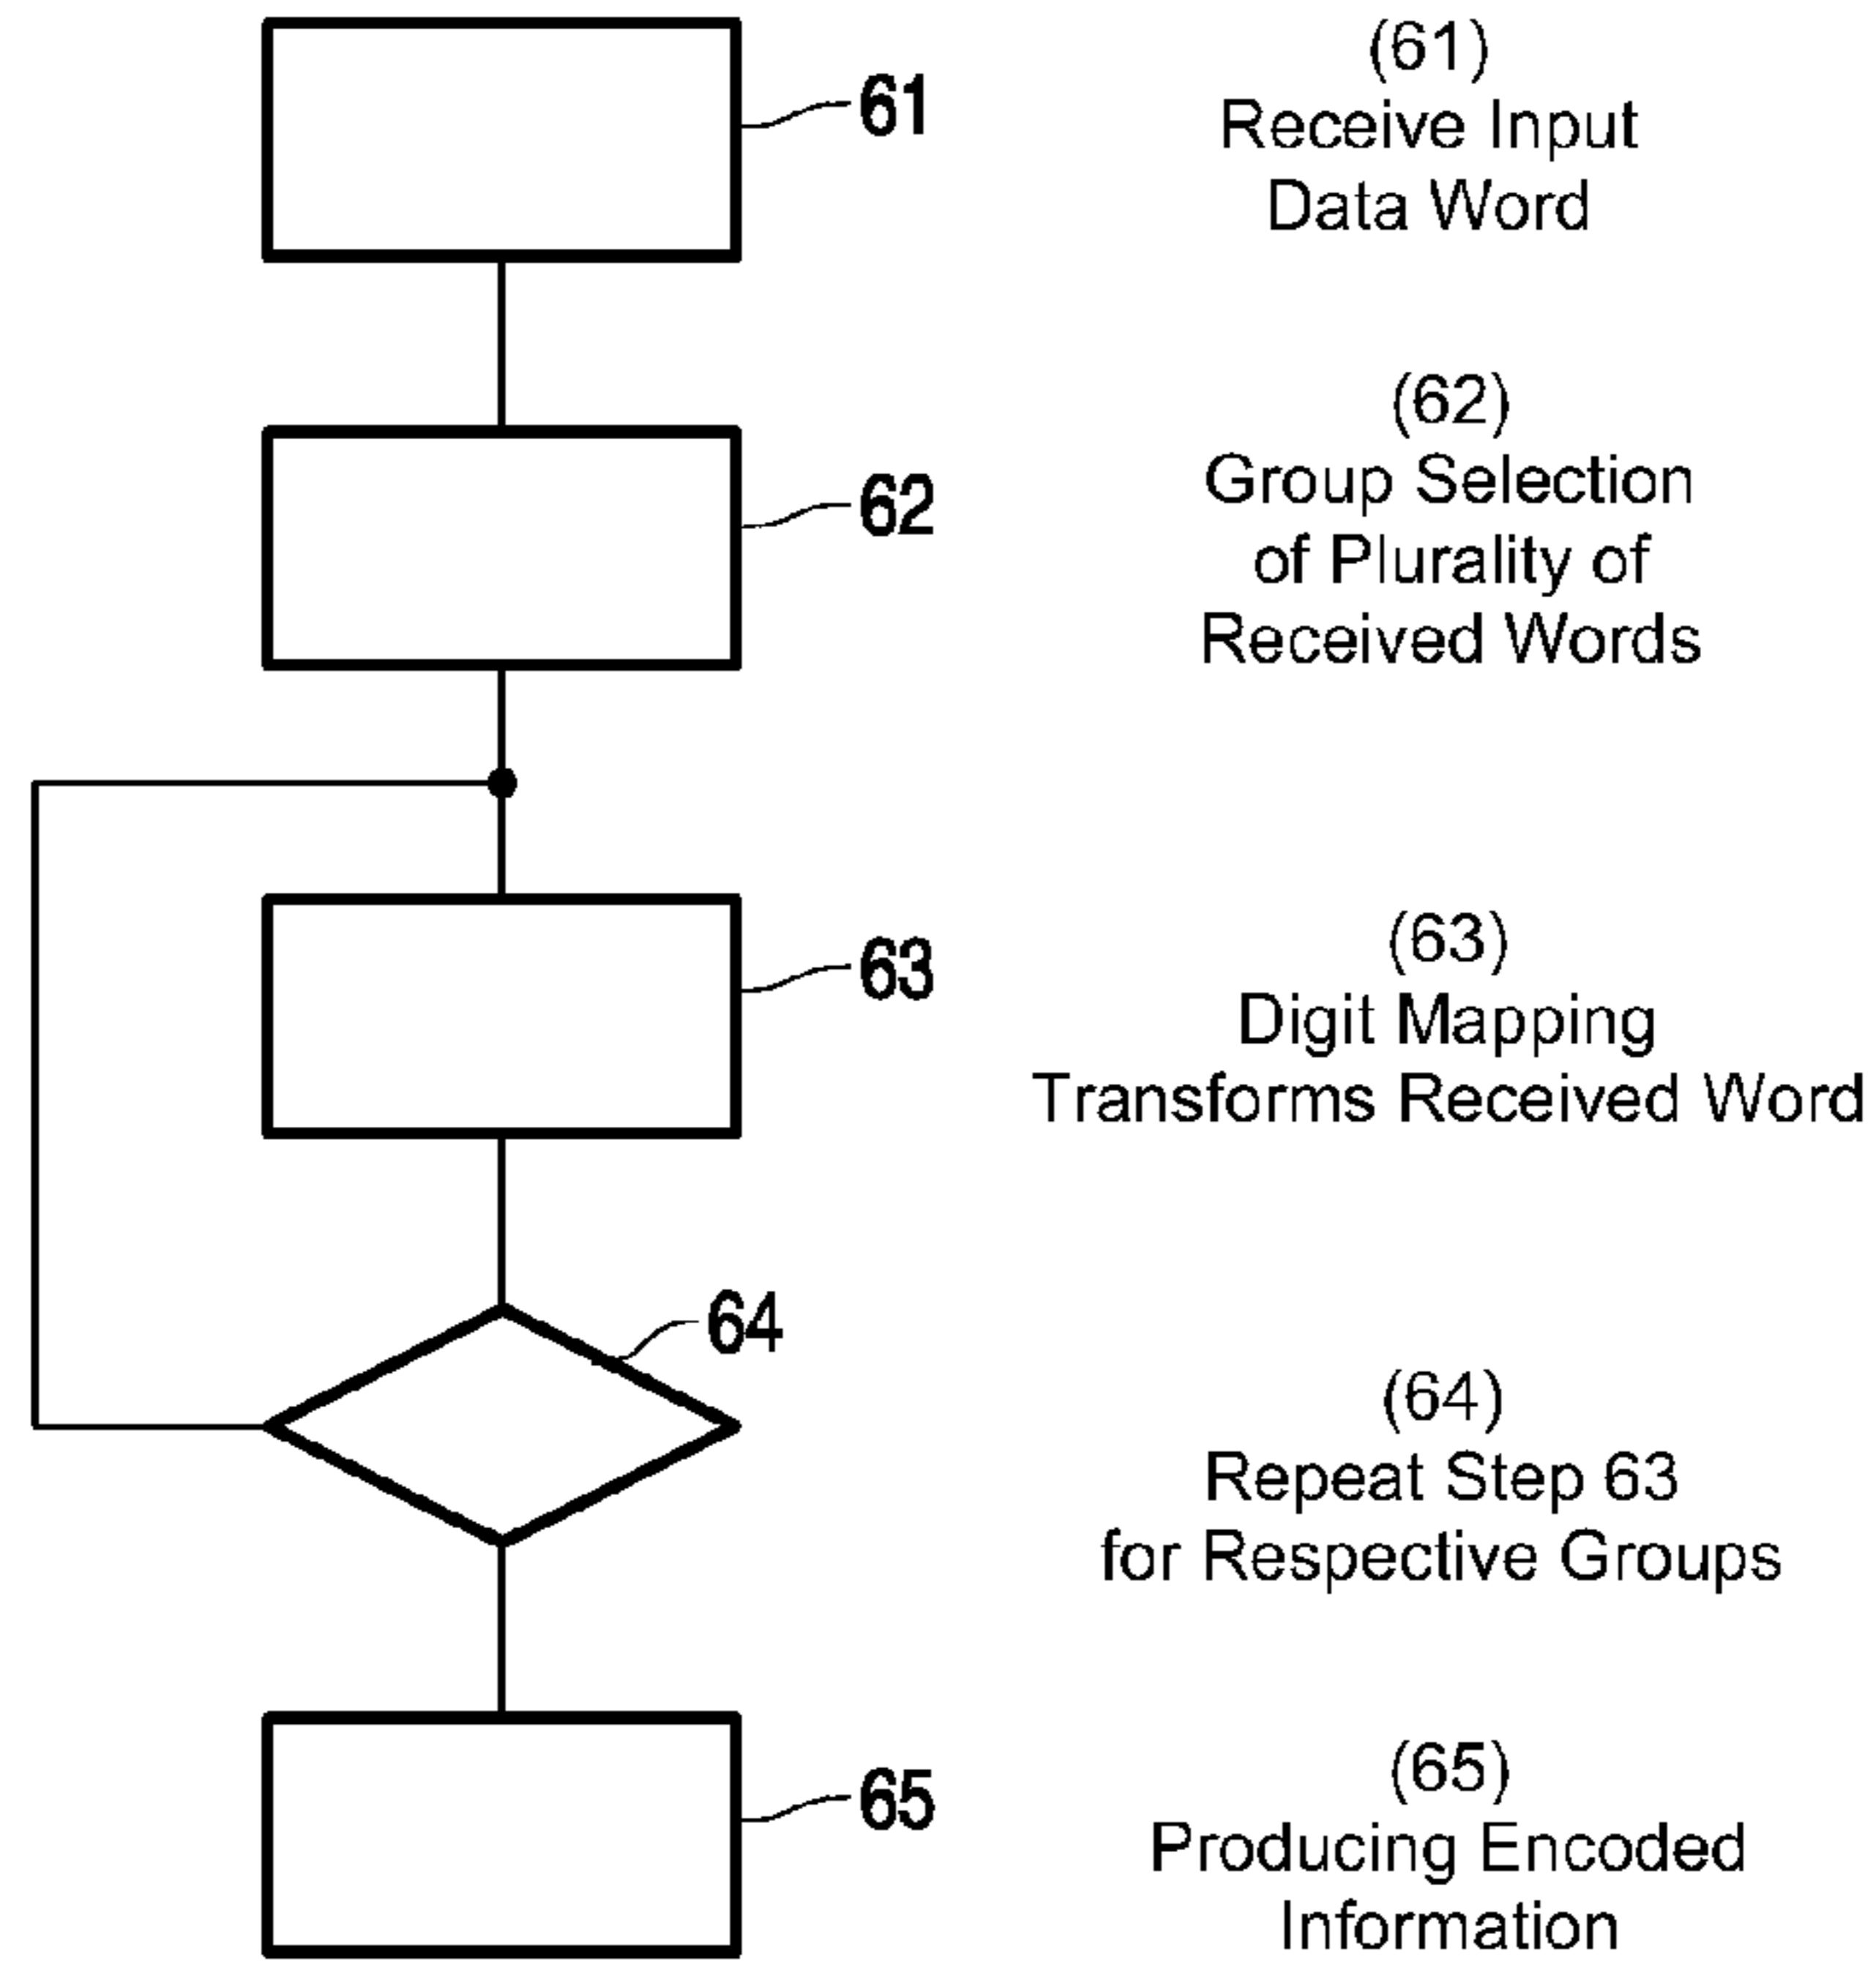 61
(61)
Receive Input
Data Word
62
(62)
Group Selection
of Plurality of
Received Words
63
(63)
Digit Mapping
Transforms Received Word
64
(64)
Repeat Step 63
for Respective Groups
65
(65)
Producing Encoded
Information